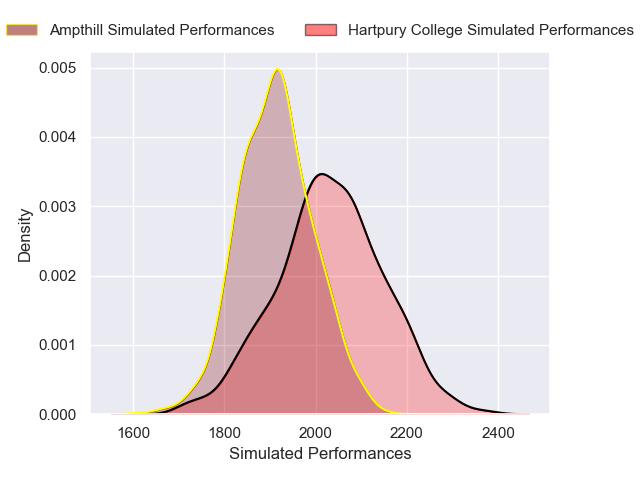 Ampthill Simulated Performances Hartpury College Simulated Performances
0.005
0.004
0.003
0.002
0.001
0.000
Density
1600 1800 2000 2200 2400
Simulated Performances